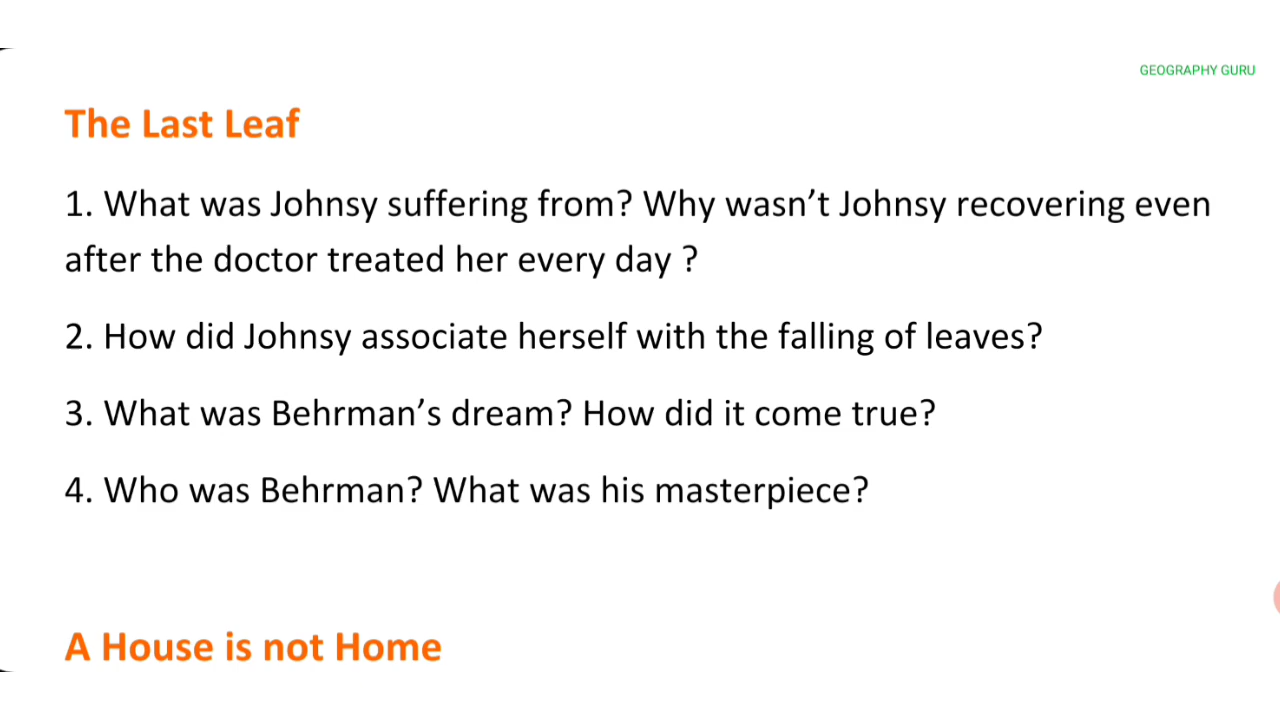 GEOGRAPHY GURU
The Last Leaf
1. What was Johnsy suffering from? Why wasn’t Johnsy recovering even
after the doctor treated her every day ?
2. How did Johnsy associate herself with the falling of leaves?
3. What was Behrman’s dream? How did it come true?
4. Who was Behrman? What was his masterpiece?
A House is not Home